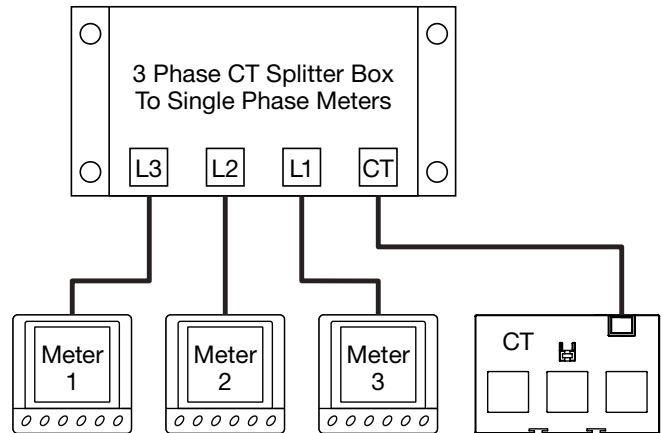 3 Phase CT Splitter Box
To Single Phase Meters
L3 L2 L1 CT
Meter
1
Meter
2
Meter
3
CT